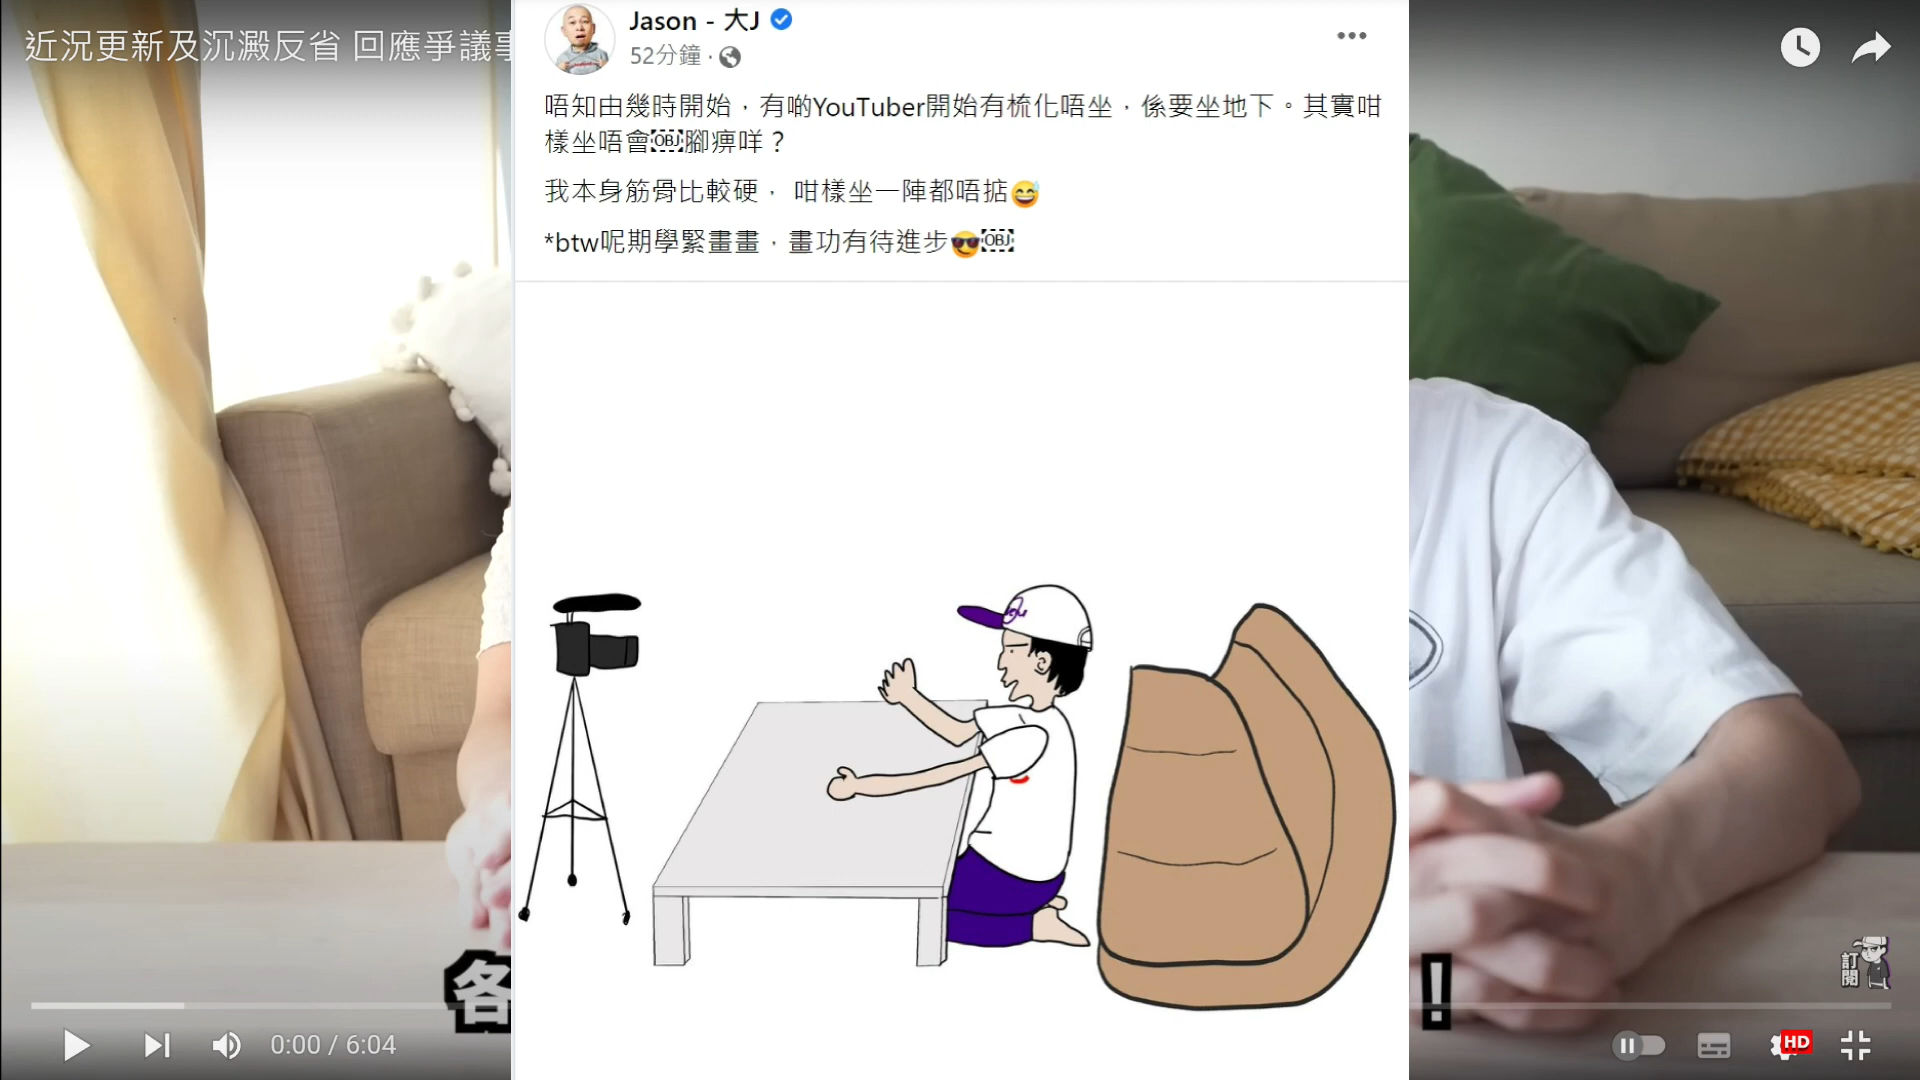 近況更新及沉澱反省 回應爭議
Jason - 大J
52分鐘 ·
唔知由幾時開始，有啲YouTuber開始有梳化唔坐，係要坐地下。其實咁
樣坐唔會OBJ腳痹咩？
我本身筋骨比較硬， 咁樣坐一陣都唔掂😅
*btw呢期學緊畫畫，畫功有待進步😎OBJ
訂
閱
各
!
0:00 / 6:04
HD